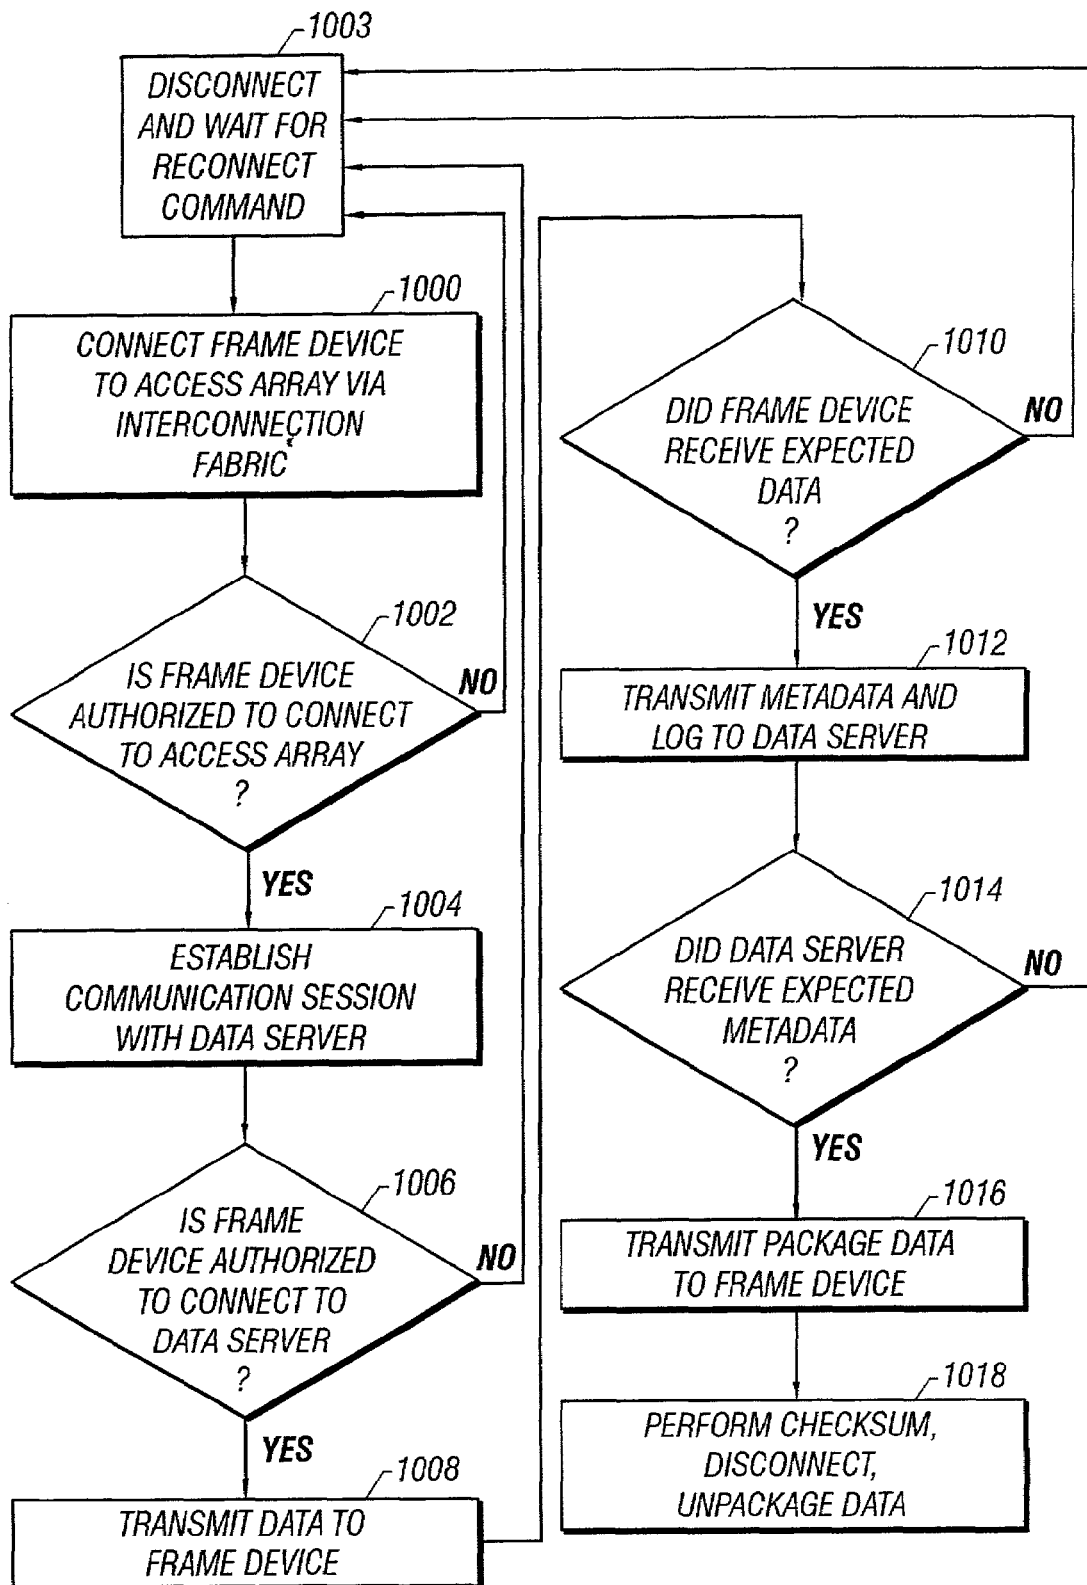 1003
DISCONNECT
AND WAIT FOR
RECONNECT
COMMAND
1000
CONNECT FRAME DEVICE
TO ACCESS ARRAY VIA
INTERCONNECTION
FABRIC
1002
IS FRAME DEVICE
AUTHORIZED TO CONNECT
TO ACCESS ARRAY
?
NO
YES
1004
ESTABLISH
COMMUNICATION SESSION
WITH DATA SERVER
1006
IS FRAME
DEVICE AUTHORIZED
TO CONNECT TO
DATA SERVER
?
NO
YES
1008
TRANSMIT DATA TO
FRAME DEVICE
1010
DID FRAME DEVICE
RECEIVE EXPECTED
DATA
?
NO
YES
1012
TRANSMIT METADATA AND
LOG TO DATA SERVER
1014
DID DATA SERVER
RECEIVE EXPECTED
METADATA
?
NO
YES
1016
TRANSMIT PACKAGE DATA
TO FRAME DEVICE
1018
PERFORM CHECKSUM,
DISCONNECT,
UNPACKAGE DATA